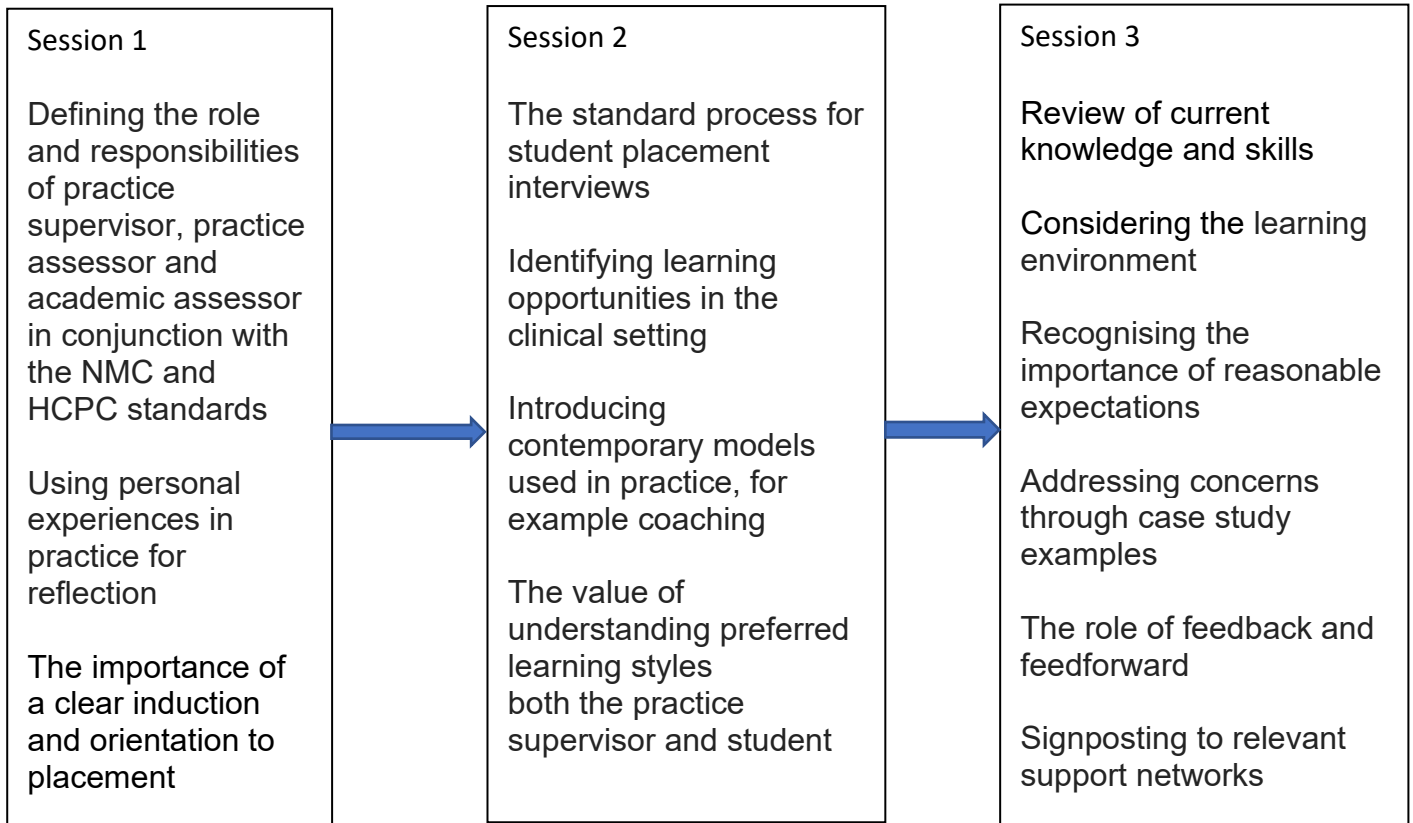 Session 1
Defining the role
and responsibilities
of practice
supervisor, practice
assessor and
academic assessor
in conjunction with
the NMC and
HCPC standards
Using personal
experiences in
practice for
reflection
The importance of
a clear induction
and orientation to
placement
Session 2
The standard process for
student placement
interviews
Identifying learning
opportunities in the
clinical setting
Introducing
contemporary models
used in practice, for
example coaching
The value of
understanding preferred
learning styles
both the practice
supervisor and student
Session 3
Review of current
knowledge and skills
Considering the learning
environment
Recognising the
importance of reasonable
expectations
Addressing concerns
through case study
examples
The role of feedback and
feedforward
Signposting to relevant
support networks